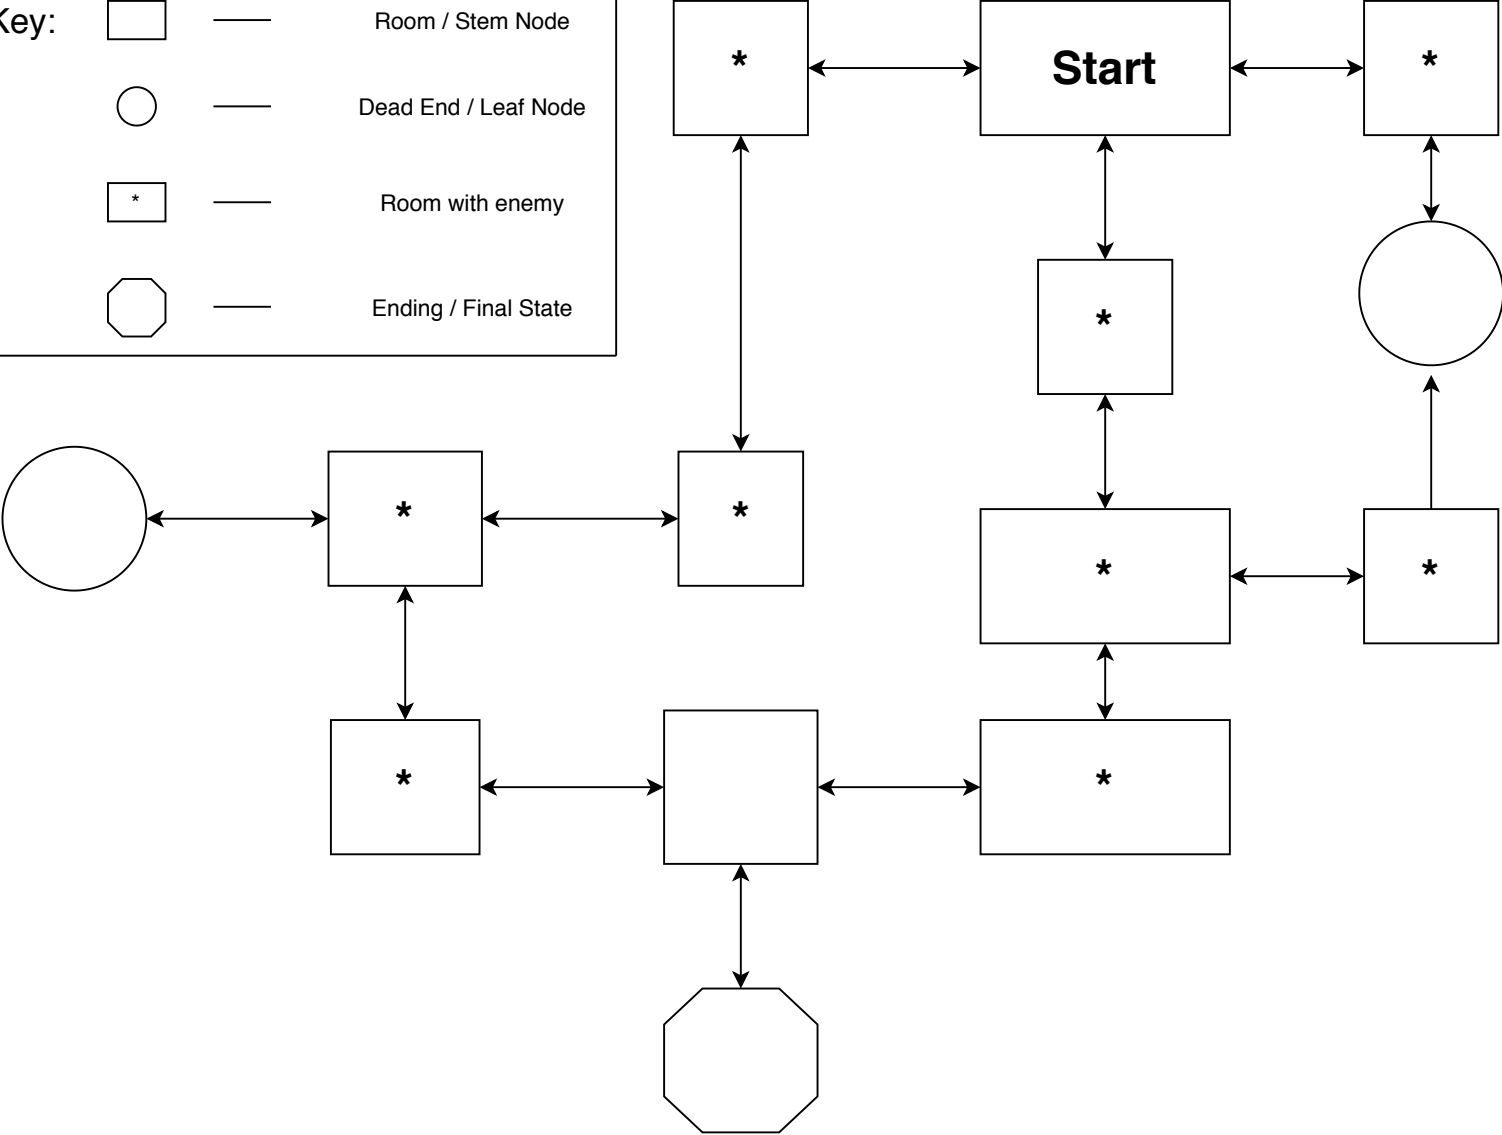 Key:
Room / Stem Node
Dead End / Leaf Node
*
Room with enemy
Ending / Final State
*
Start
*
*
*
*
*
*
*
*